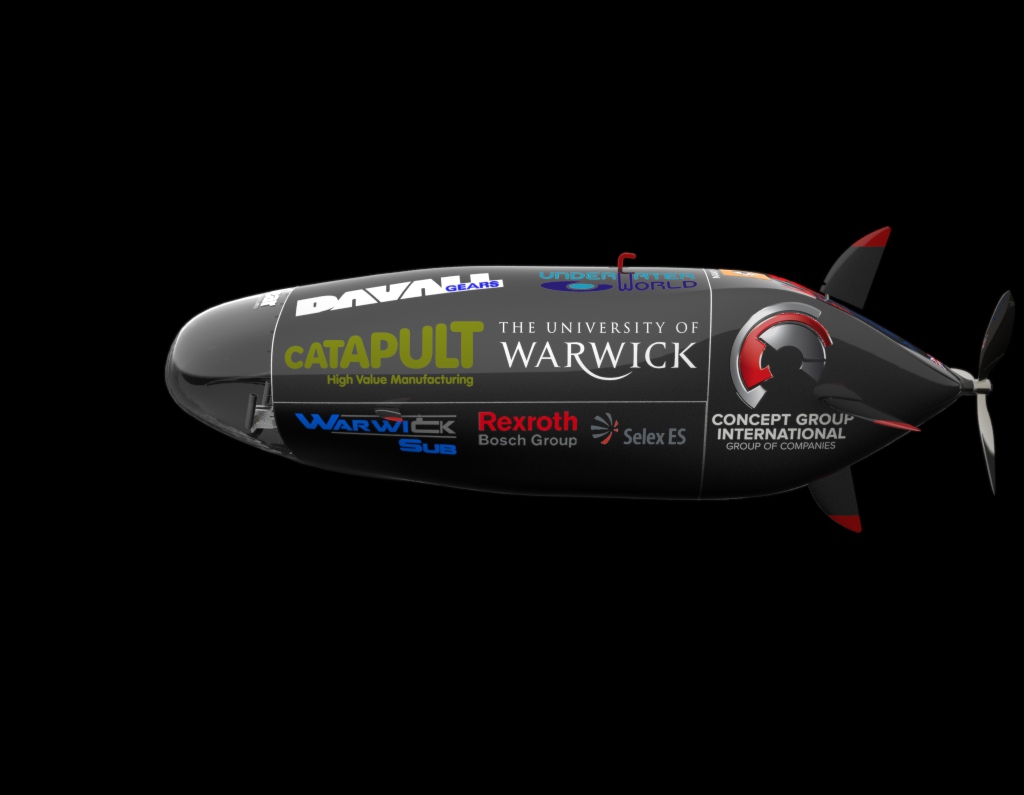 DAVALL
GEARS
UNDERWATER
WORLD
CATAPULT
High Value Manufacturing
THE UNIVERSITY OF
WARWICK
WARWICK
SUB
Rexroth
Bosch Group
Selex ES
CONCEPT GROUP
INTERNATIONAL
GROUP OF COMPANIES